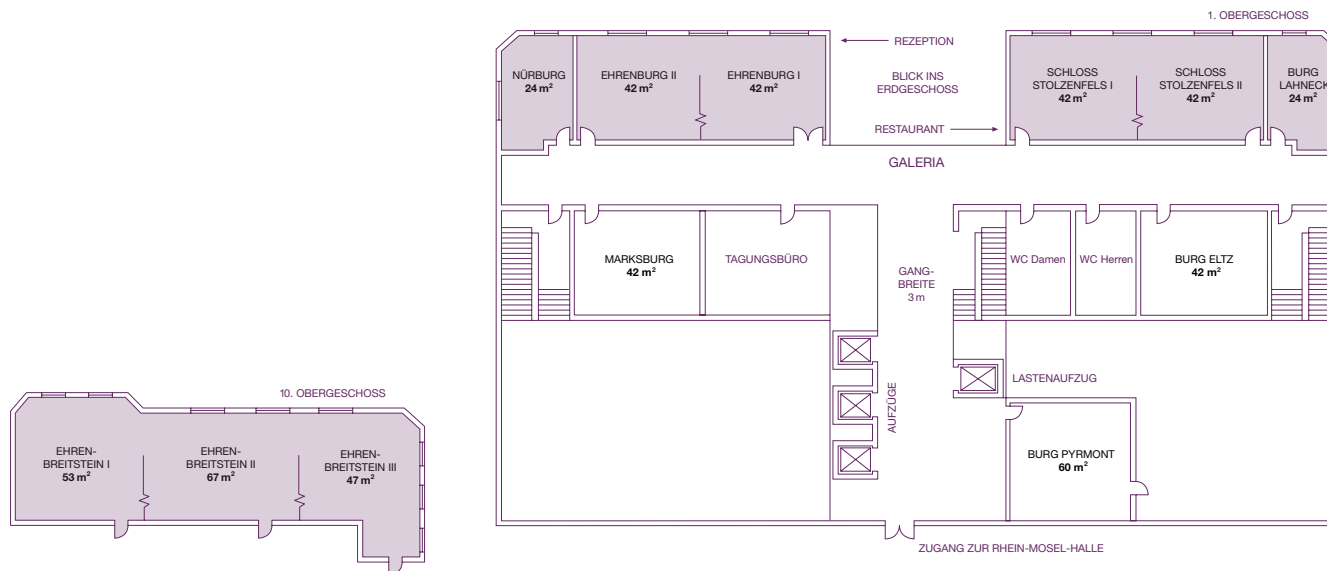 1. OBERGESCHOSS
REZEPTION
NÜRBURG
24 m²
EHRENBURG II
42 m²
EHRENBURG I
42 m²
BLICK INS
ERDGESCHOSS
SCHLOSS
STOLZENFELS I
42 m²
SCHLOSS
STOLZENFELS II
42 m²
BURG
LAHNECK
24 m²
RESTAURANT
GALERIA
MARKSBURG
42 m²
TAGUNGSBÜRO
GANG-
BREITE
3 m
WC Damen
WC Herren
BURG ELTZ
42 m²
AUFZÜGE
LASTENAUFZUG
BURG PYRMONT
60 m²
ZUGANG ZUR RHEIN-MOSEL-HALLE
10. OBERGESCHOSS
EHREN-
BREITSTEIN I
53 m²
EHREN-
BREITSTEIN II
67 m²
EHREN-
BREITSTEIN III
47 m²